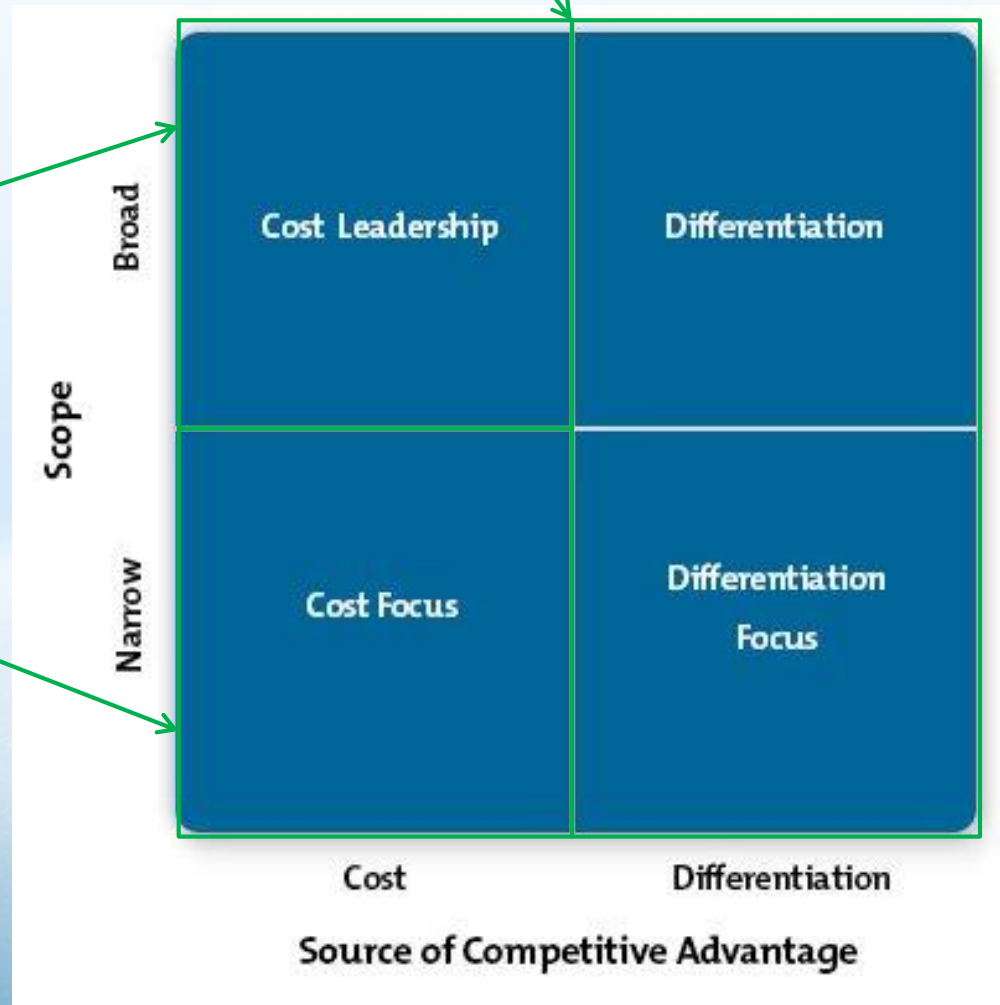 Scope
Broad
Cost Leadership
Differentiation
Narrow
Cost Focus
Differentiation
Focus
Cost
Differentiation
Source of Competitive Advantage